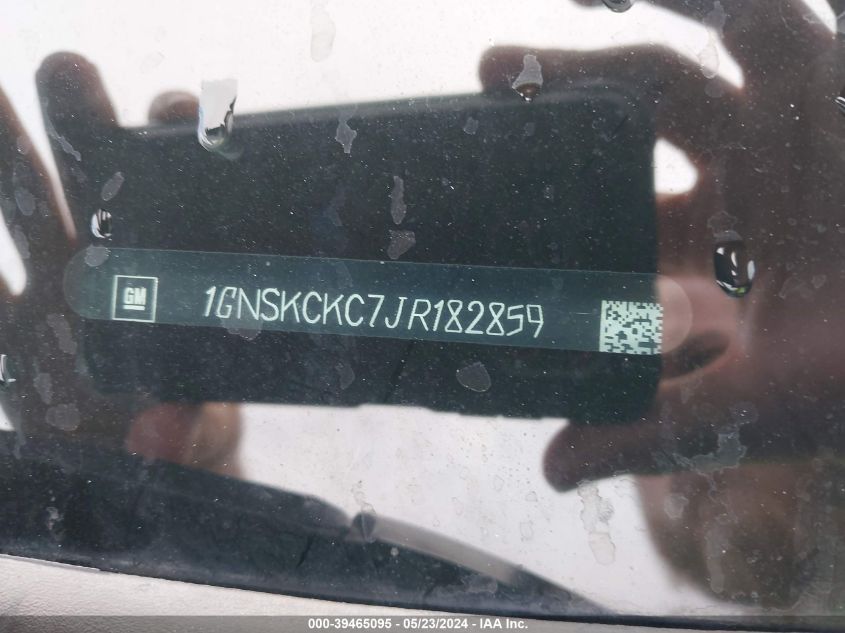 GM
1GNSKCKC7JR182859
000-39465095 - 05/23/2024 - IAA Inc.